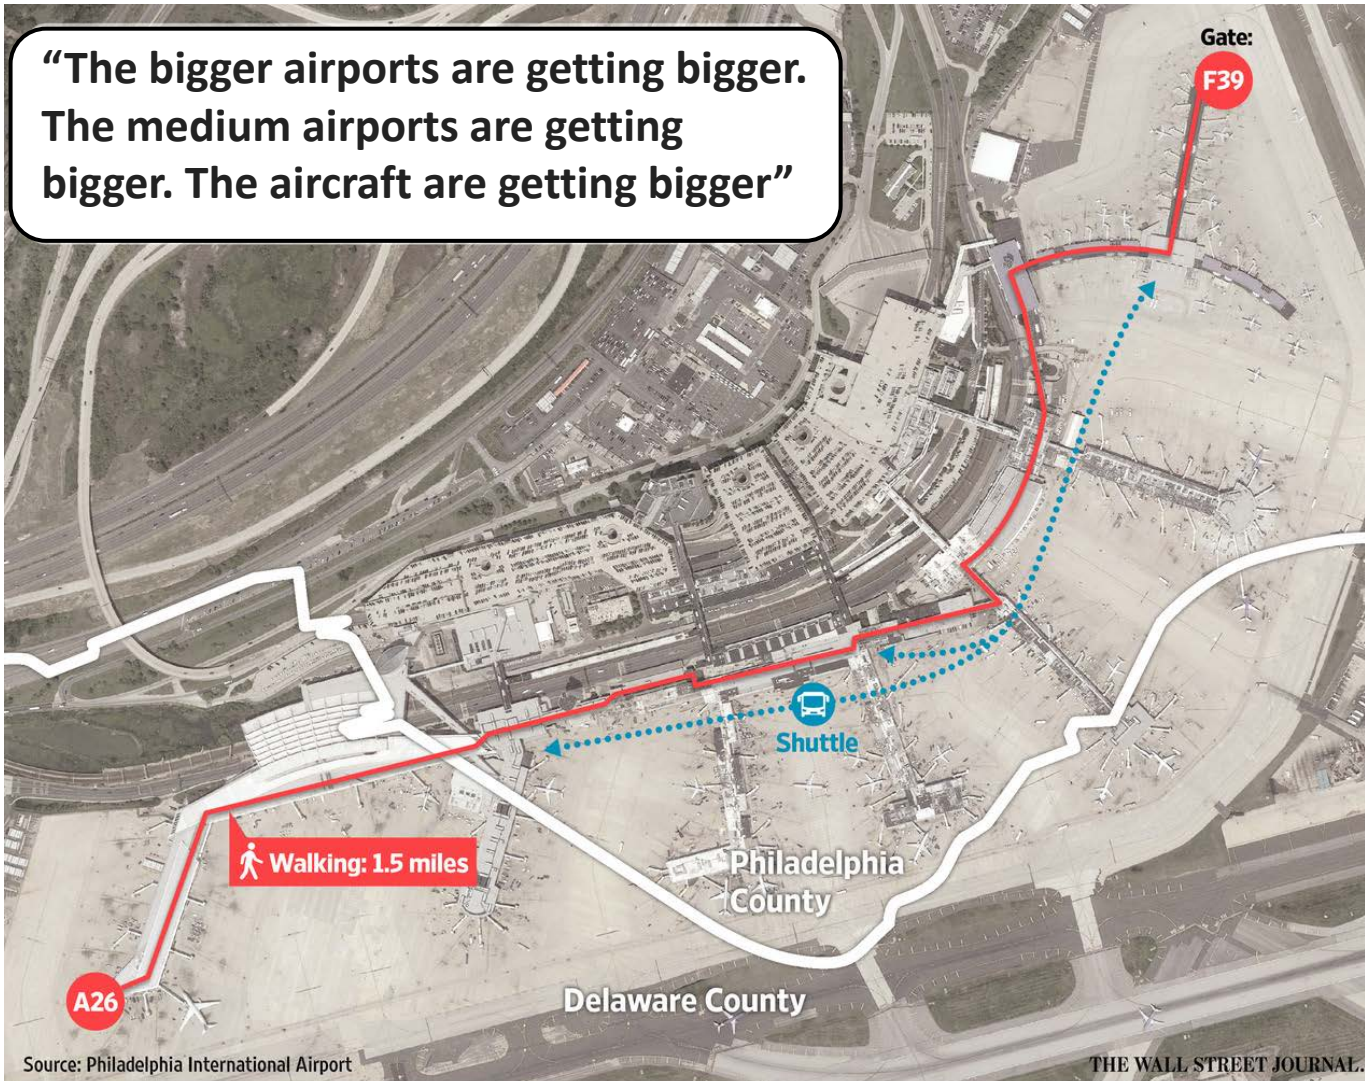 “The bigger airports are getting bigger.
The medium airports are getting
bigger. The aircraft are getting bigger”
Gate:
F39
Shuttle
Walking: 1.5 miles
Philadelphia
County
A26
Delaware County
Source: Philadelphia International Airport
THE WALL STREET JOURNAL.